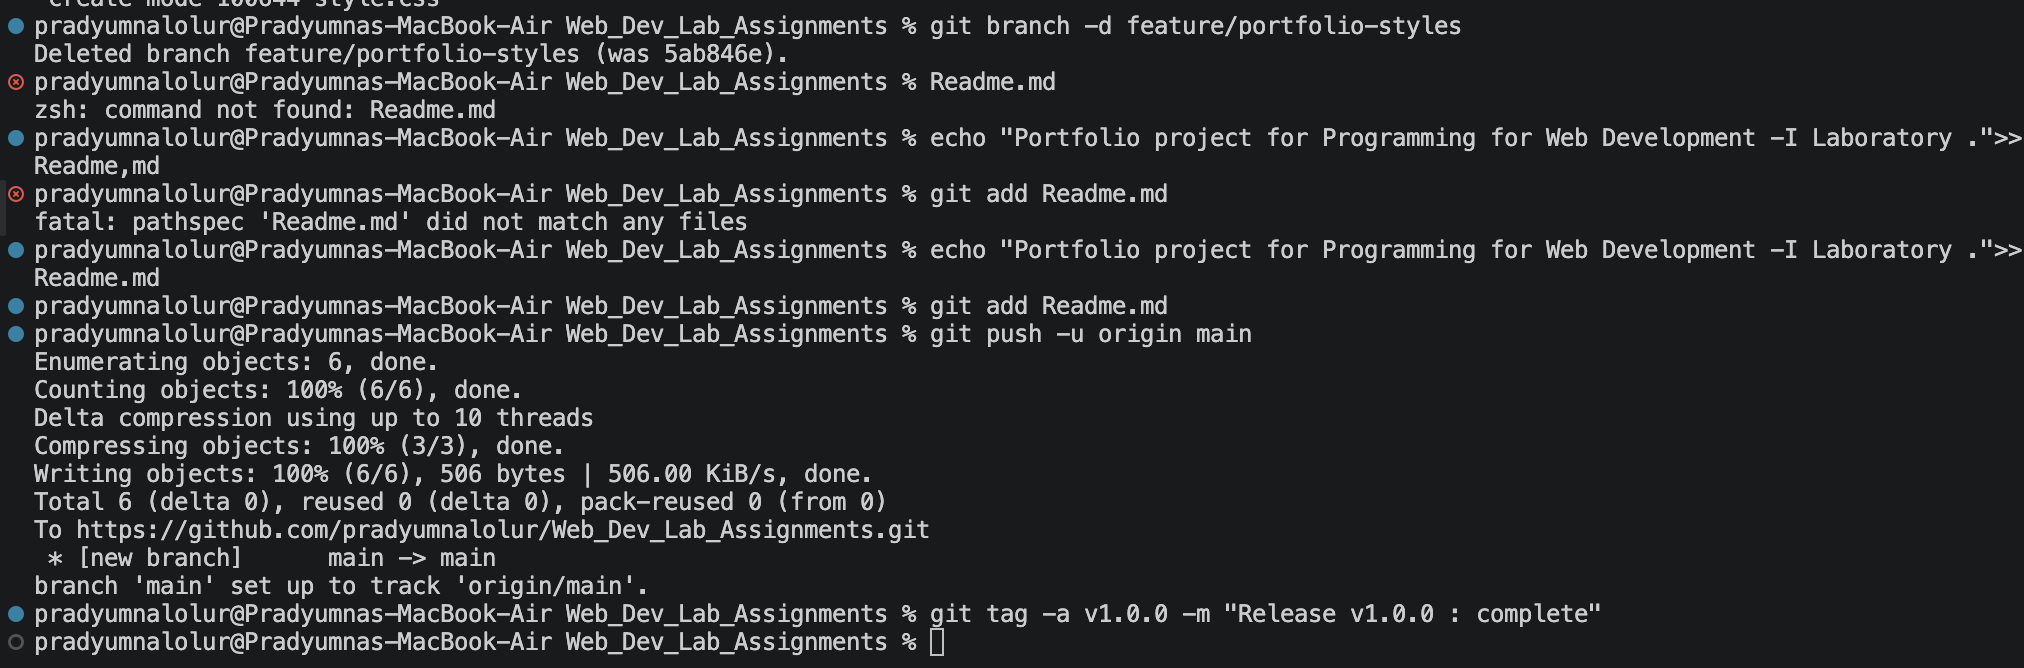 create mode 100644 style.css
pradyumnalolur@Pradyumnas-MacBook-Air Web_Dev_Lab_Assignments % git branch -d feature/portfolio-styles
Deleted branch feature/portfolio-styles (was 5ab846e).
pradyumnalolur@Pradyumnas-MacBook-Air Web_Dev_Lab_Assignments % Readme.md
zsh: command not found: Readme.md
pradyumnalolur@Pradyumnas-MacBook-Air Web_Dev_Lab_Assignments % echo "Portfolio project for Programming for Web Development -I Laboratory .">>
Readme,md
pradyumnalolur@Pradyumnas-MacBook-Air Web_Dev_Lab_Assignments % git add Readme.md
fatal: pathspec 'Readme.md' did not match any files
pradyumnalolur@Pradyumnas-MacBook-Air Web_Dev_Lab_Assignments % echo "Portfolio project for Programming for Web Development -I Laboratory .">>
Readme.md
pradyumnalolur@Pradyumnas-MacBook-Air Web_Dev_Lab_Assignments % git add Readme.md
pradyumnalolur@Pradyumnas-MacBook-Air Web_Dev_Lab_Assignments % git push -u origin main
Enumerating objects: 6, done.
Counting objects: 100% (6/6), done.
Delta compression using up to 10 threads
Compressing objects: 100% (3/3), done.
Writing objects: 100% (6/6), 506 bytes | 506.00 KiB/s, done.
Total 6 (delta 0), reused 0 (delta 0), pack-reused 0 (from 0)
To https://github.com/pradyumnalolur/Web_Dev_Lab_Assignments.git
 * [new branch]      main -> main
branch 'main' set up to track 'origin/main'.
pradyumnalolur@Pradyumnas-MacBook-Air Web_Dev_Lab_Assignments % git tag -a v1.0.0 -m "Release v1.0.0 : complete"
pradyumnalolur@Pradyumnas-MacBook-Air Web_Dev_Lab_Assignments %